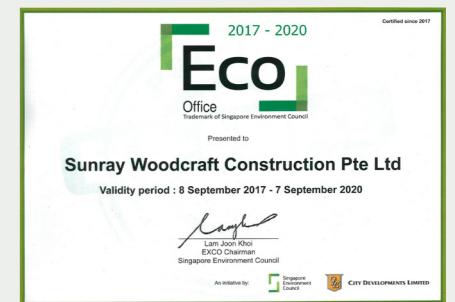 Certified since 2017
2017 - 2020
Eco
Office
Trademark of Singapore Environment Council
Presented to
Sunray Woodcraft Construction Pte Ltd
Validity period : 8 September 2017 - 7 September 2020
Lam Joon Khoi
EXCO Chairman
Singapore Environment Council
An initiative by:
Singapore
Environment
Council
CITY DEVELOPMENTS LIMITED